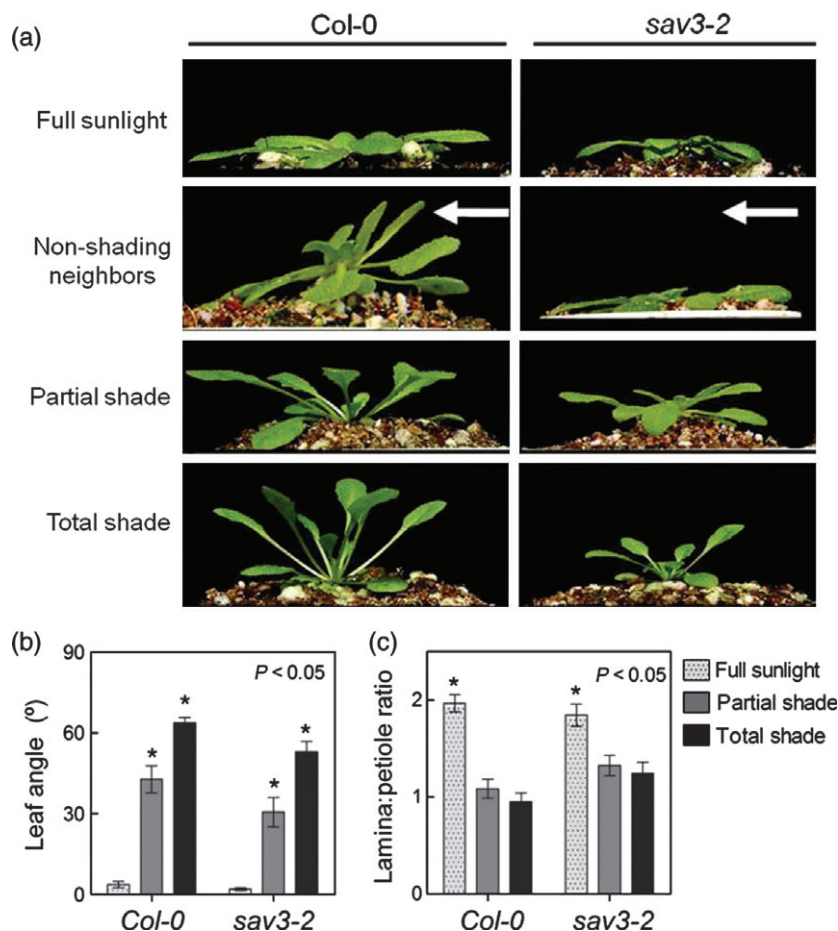 (a)
Col-0
sav3-2
Full sunlight
Non-shading
neighbors
Partial shade
Total shade
(b)
90
60
30
0
Leaf angle (º)
P < 0.05
*
*
*
*
Col-0
sav3-2
(c)
2
1
0
Lamina:petiole ratio
P < 0.05
*
*
Col-0
sav3-2
Full sunlight
Partial shade
Total shade